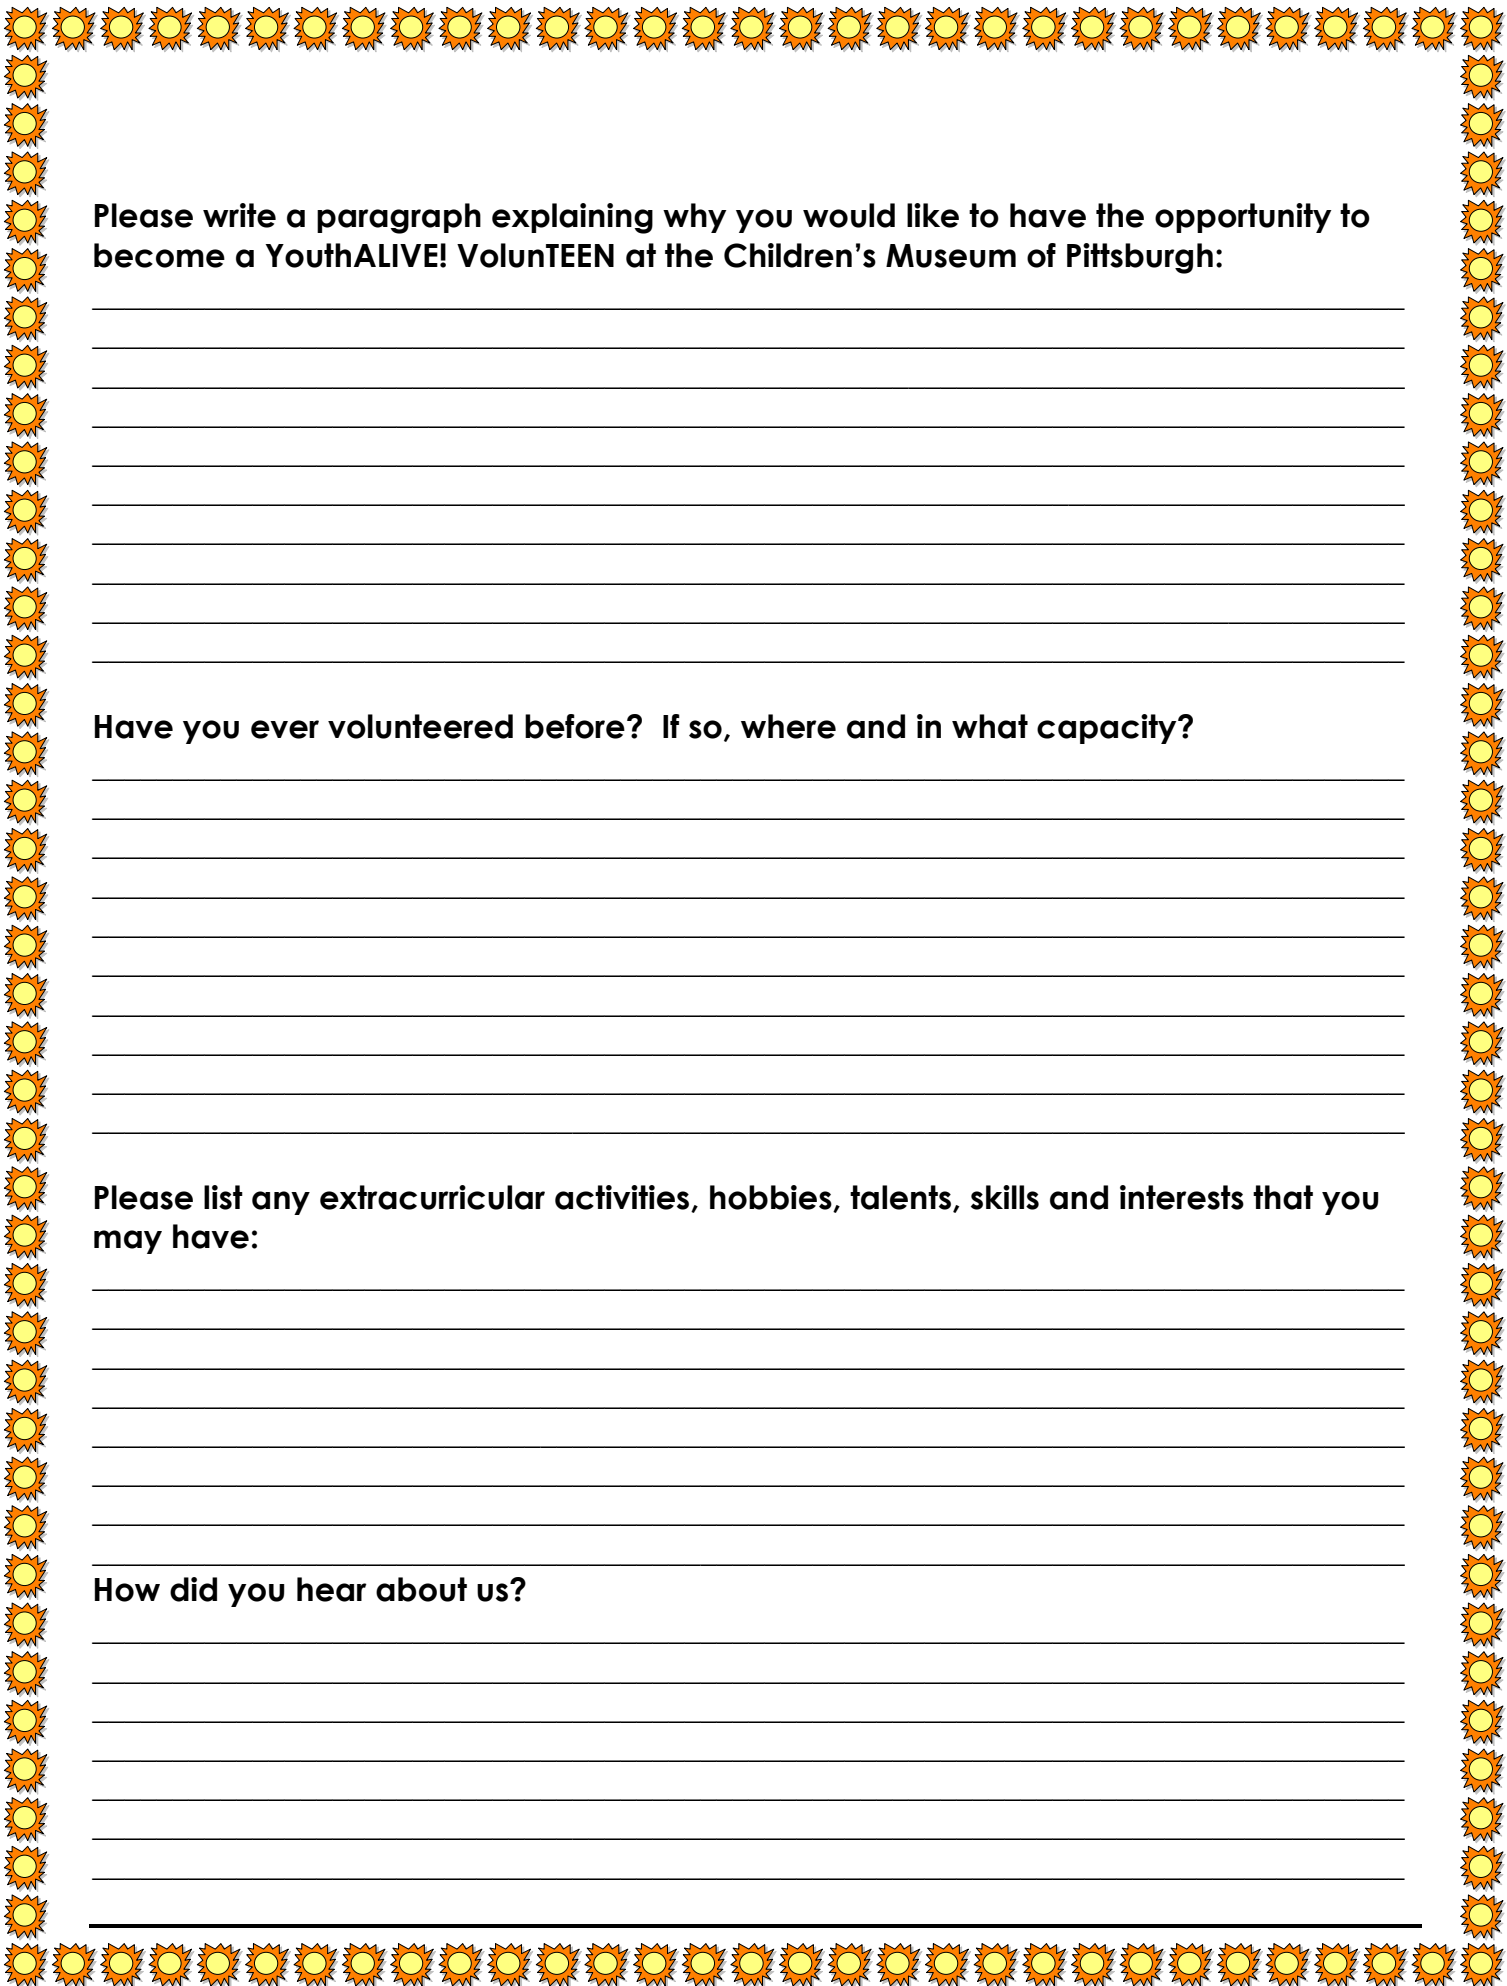 Please write a paragraph explaining why you would like to have the opportunity to
become a YouthALIVE! VolunTEEN at the Children’s Museum of Pittsburgh:
Have you ever volunteered before?  If so, where and in what capacity?
Please list any extracurricular activities, hobbies, talents, skills and interests that you
may have:
How did you hear about us?